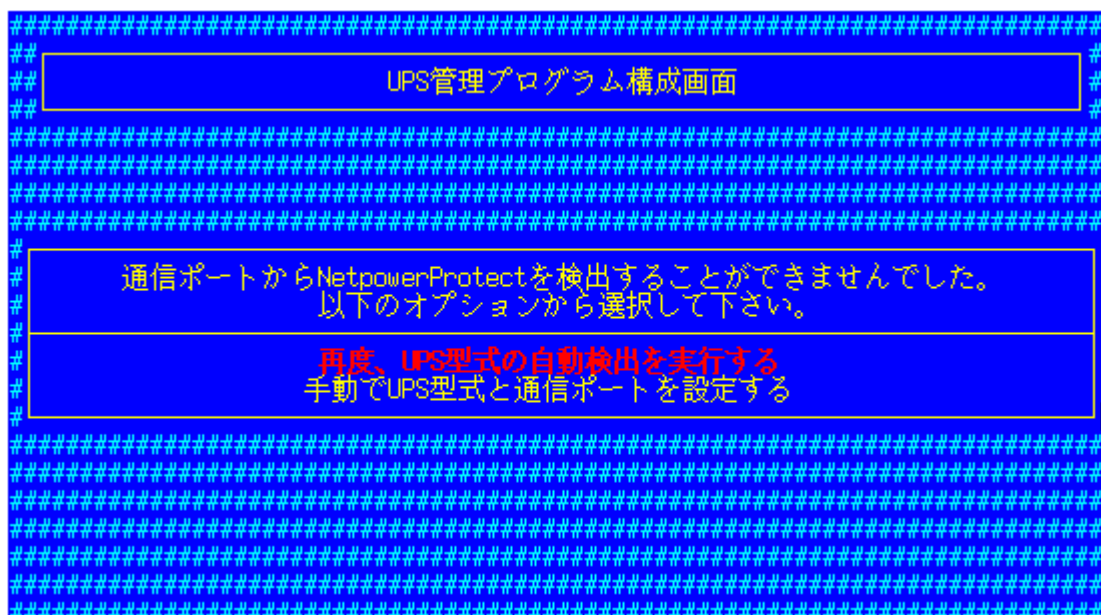 UPS管理プログラム構成画面
通信ポートからNetpowerProtectを検出することができませんでした。
以下のオプションから選択して下さい。
再度、UPS型式の自動検出を実行する
手動でUPS型式と通信ポートを設定する